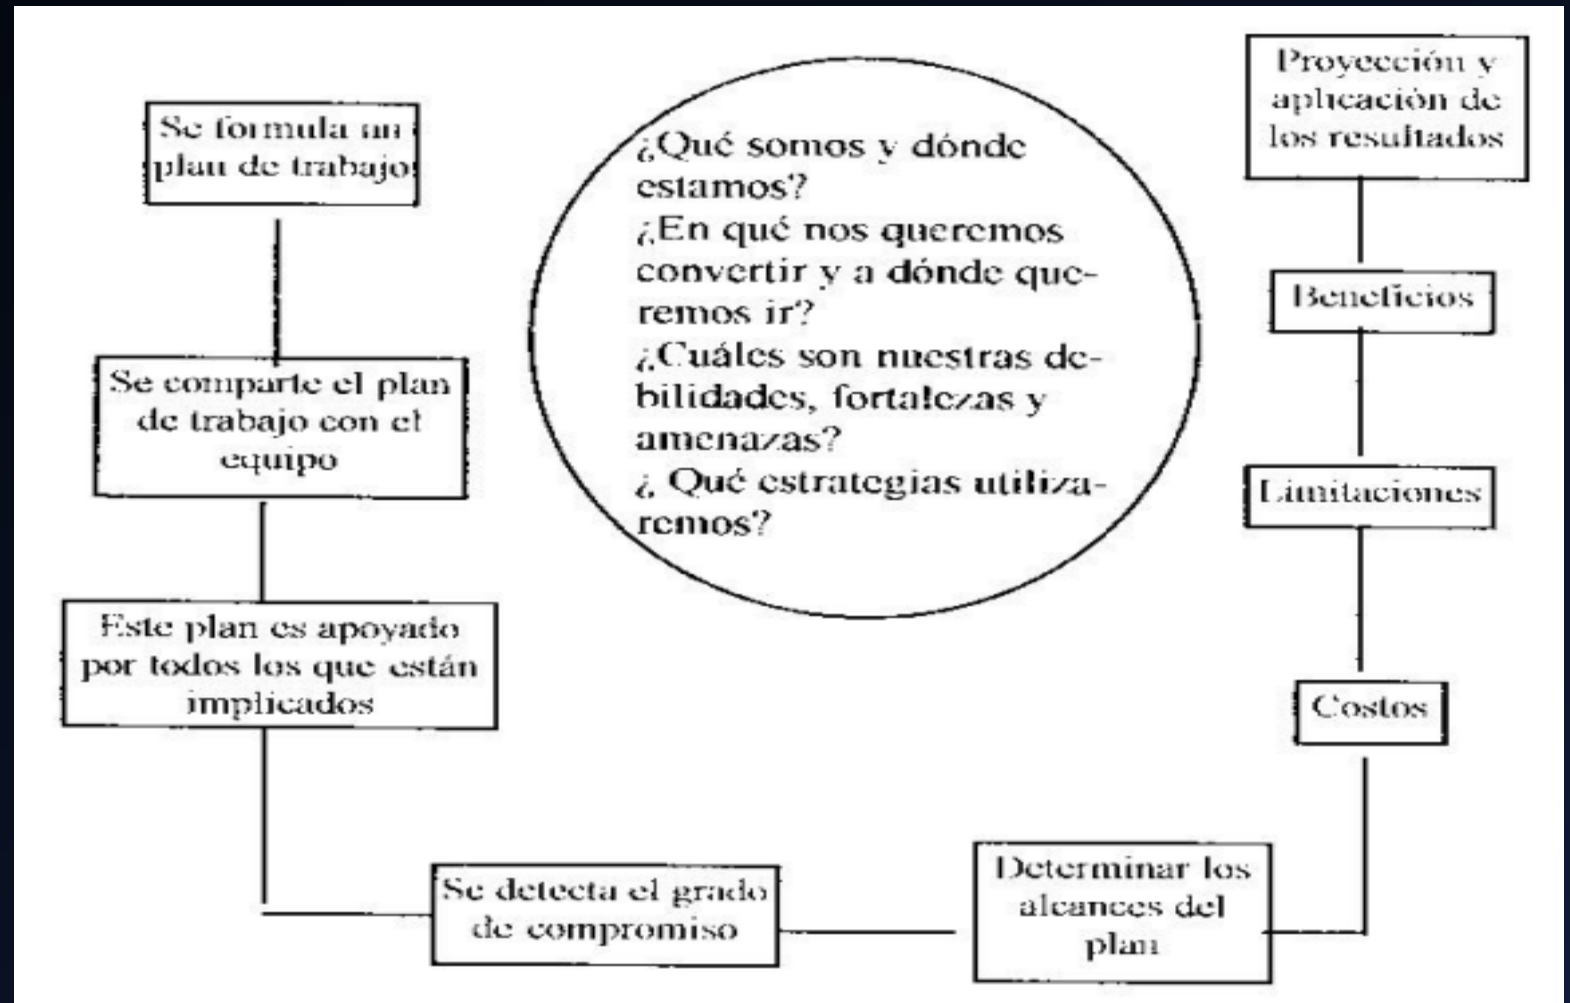 Se formula un
plan de trabajo
Se comparte el plan
de trabajo con el
equipo
Este plan es apoyado
por todos los que están
implicados
Se detecta el grado
de compromiso
Determinar los
alcances del
plan
Costos
Limitaciones
Beneficios
Proyección y
aplicación de
los resultados
¿Qué somos y dónde
estamos?
¿En qué nos queremos
convertir y a dónde que-
remos ir?
¿Cuáles son nuestras de-
bilidades, fortalezas y
amenazas?
¿ Qué estrategias utiliza-
remos?